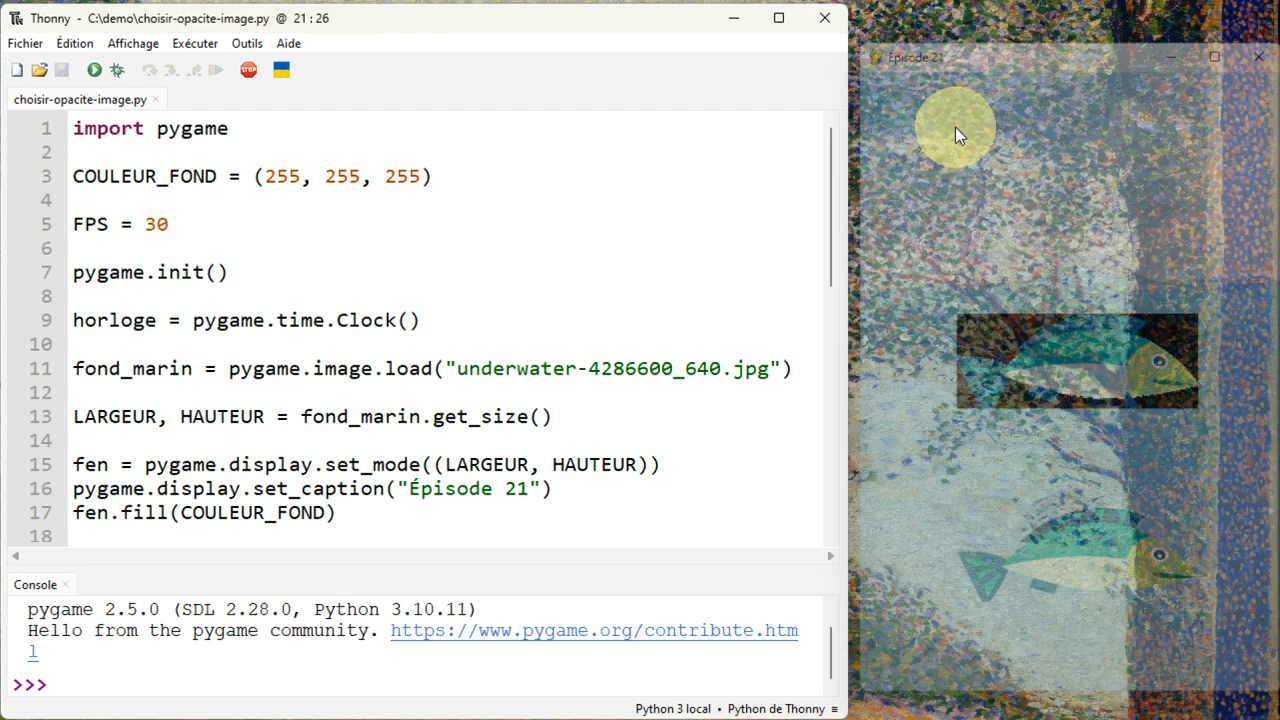 Thonny - C:\demo\choisir-opacite-image.py @ 21:26
Fichier Édition Affichage Exécuter Outils Aide
STOP
choisir-opacite-image.py ×
1 import pygame
2
3 COULEUR_FOND = (255, 255, 255)
4
5 FPS = 30
6
7 pygame.init()
8
9 horloge = pygame.time.Clock()
10
11 fond_marin = pygame.image.load("underwater-4286600_640.jpg")
12
13 LARGEUR, HAUTEUR = fond_marin.get_size()
14
15 fen = pygame.display.set_mode((LARGEUR, HAUTEUR))
16 pygame.display.set_caption("Épisode 21")
17 fen.fill(COULEUR_FOND)
18
Console ×
pygame 2.5.0 (SDL 2.28.0, Python 3.10.11)
Hello from the pygame community. https://www.pygame.org/contribute.htm
l
>>>
Python 3 local • Python de Thonny ≡
Épisode 21